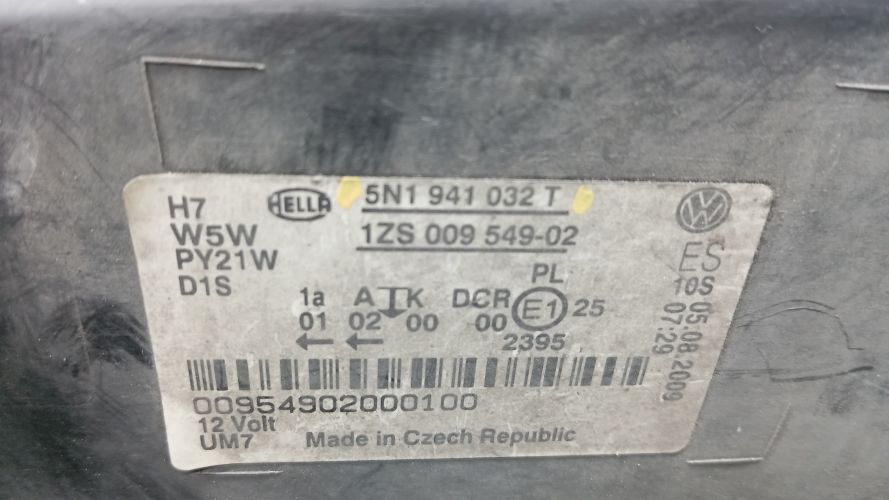 H7
W5W
PY21W
D1S
HELLA
5N1 941 032 T
1ZS 009 549-02
PL
1a A K DCR E1 25
01 02 00 00
2395
ES
10S 05.08.2009
07:29
00954902000100
12 Volt
UM7
Made in Czech Republic